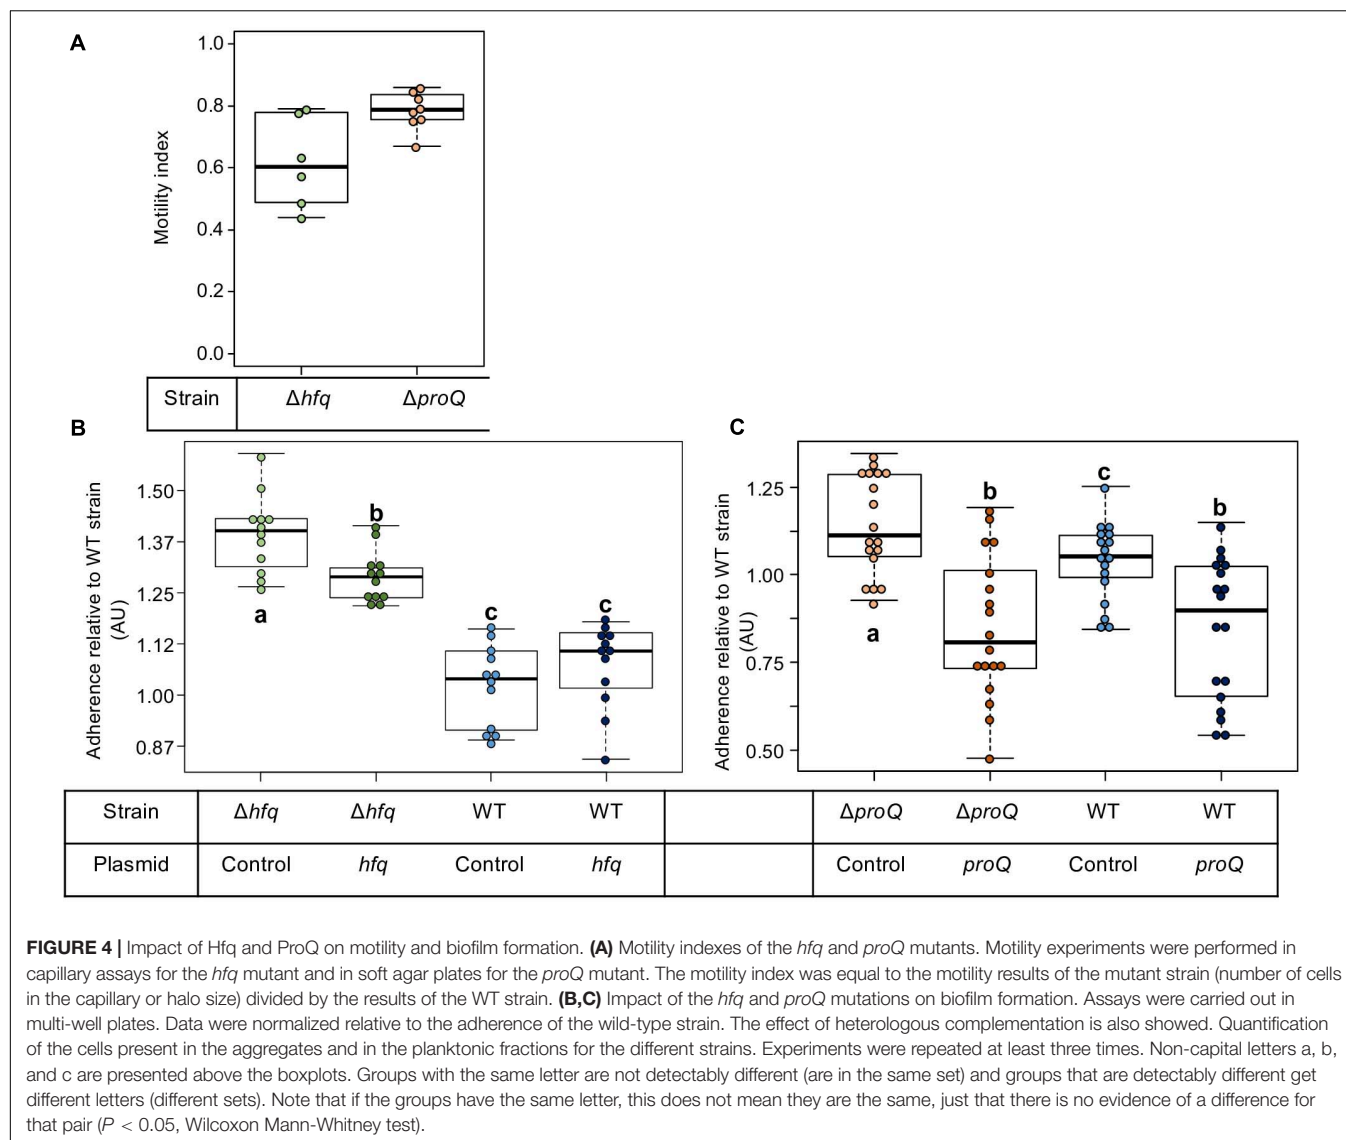 A
1.0
0.8
0.6
0.4
0.2
0.0
Motility index
Strain Δhfq ΔproQ
B
1.50
1.37
1.25
1.12
1.00
0.87
Adherence relative to WT strain
(AU)
a
b
c
c
C
1.25
1.00
0.75
0.50
Adherence relative to WT strain
(AU)
a
b
c
b
Strain Δhfq Δhfq WT WT ΔproQ ΔproQ WT WT
Plasmid Control hfq Control hfq Control proQ Control proQ
FIGURE 4 | Impact of Hfq and ProQ on motility and biofilm formation. (A) Motility indexes of the hfq and proQ mutants. Motility experiments were performed in
capillary assays for the hfq mutant and in soft agar plates for the proQ mutant. The motility index was equal to the motility results of the mutant strain (number of cells
in the capillary or halo size) divided by the results of the WT strain. (B,C) Impact of the hfq and proQ mutations on biofilm formation. Assays were carried out in
multi-well plates. Data were normalized relative to the adherence of the wild-type strain. The effect of heterologous complementation is also showed. Quantification
of the cells present in the aggregates and in the planktonic fractions for the different strains. Experiments were repeated at least three times. Non-capital letters a, b,
and c are presented above the boxplots. Groups with the same letter are not detectably different (are in the same set) and groups that are detectably different get
different letters (different sets). Note that if the groups have the same letter, this does not mean they are the same, just that there is no evidence of a difference for
that pair (P < 0.05, Wilcoxon Mann-Whitney test).